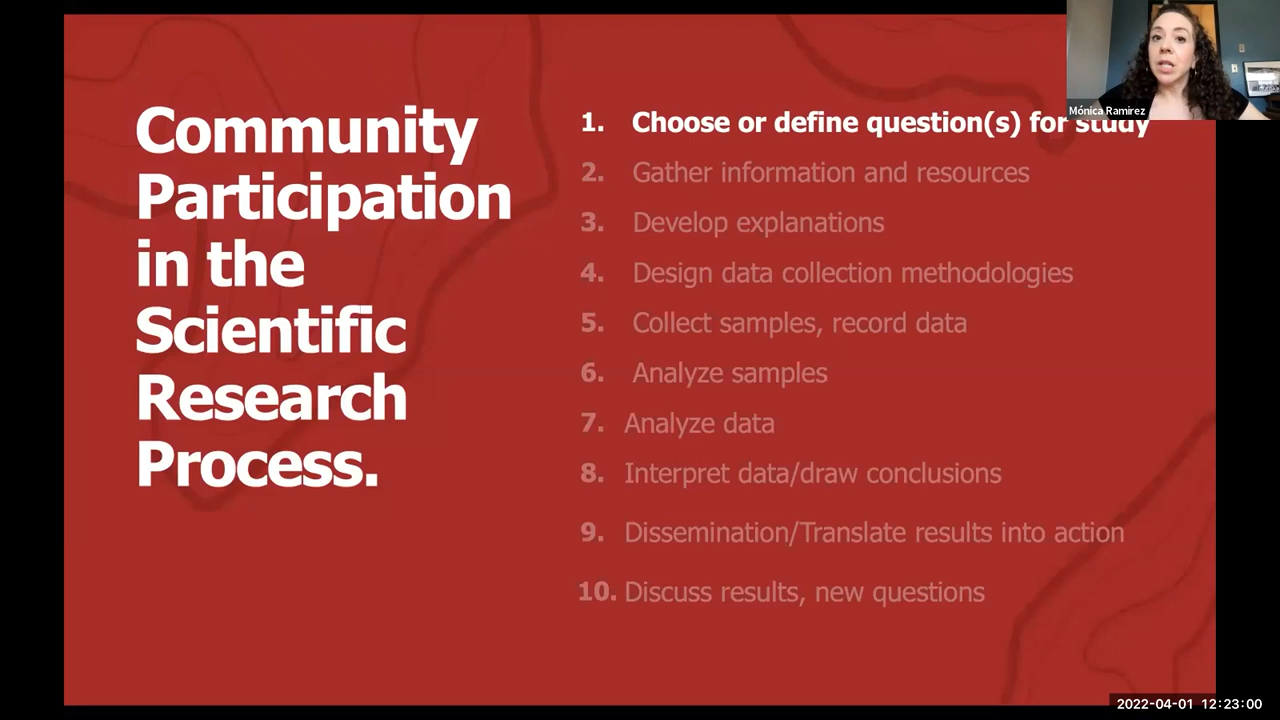 Community
Participation
in the
Scientific
Research
Process.
1. Choose or define question(s) for study
2. Gather information and resources
3. Develop explanations
4. Design data collection methodologies
5. Collect samples, record data
6. Analyze samples
7. Analyze data
8. Interpret data/draw conclusions
9. Dissemination/Translate results into action
10. Discuss results, new questions
Mónica Ramirez
2022-04-01 12:23:00